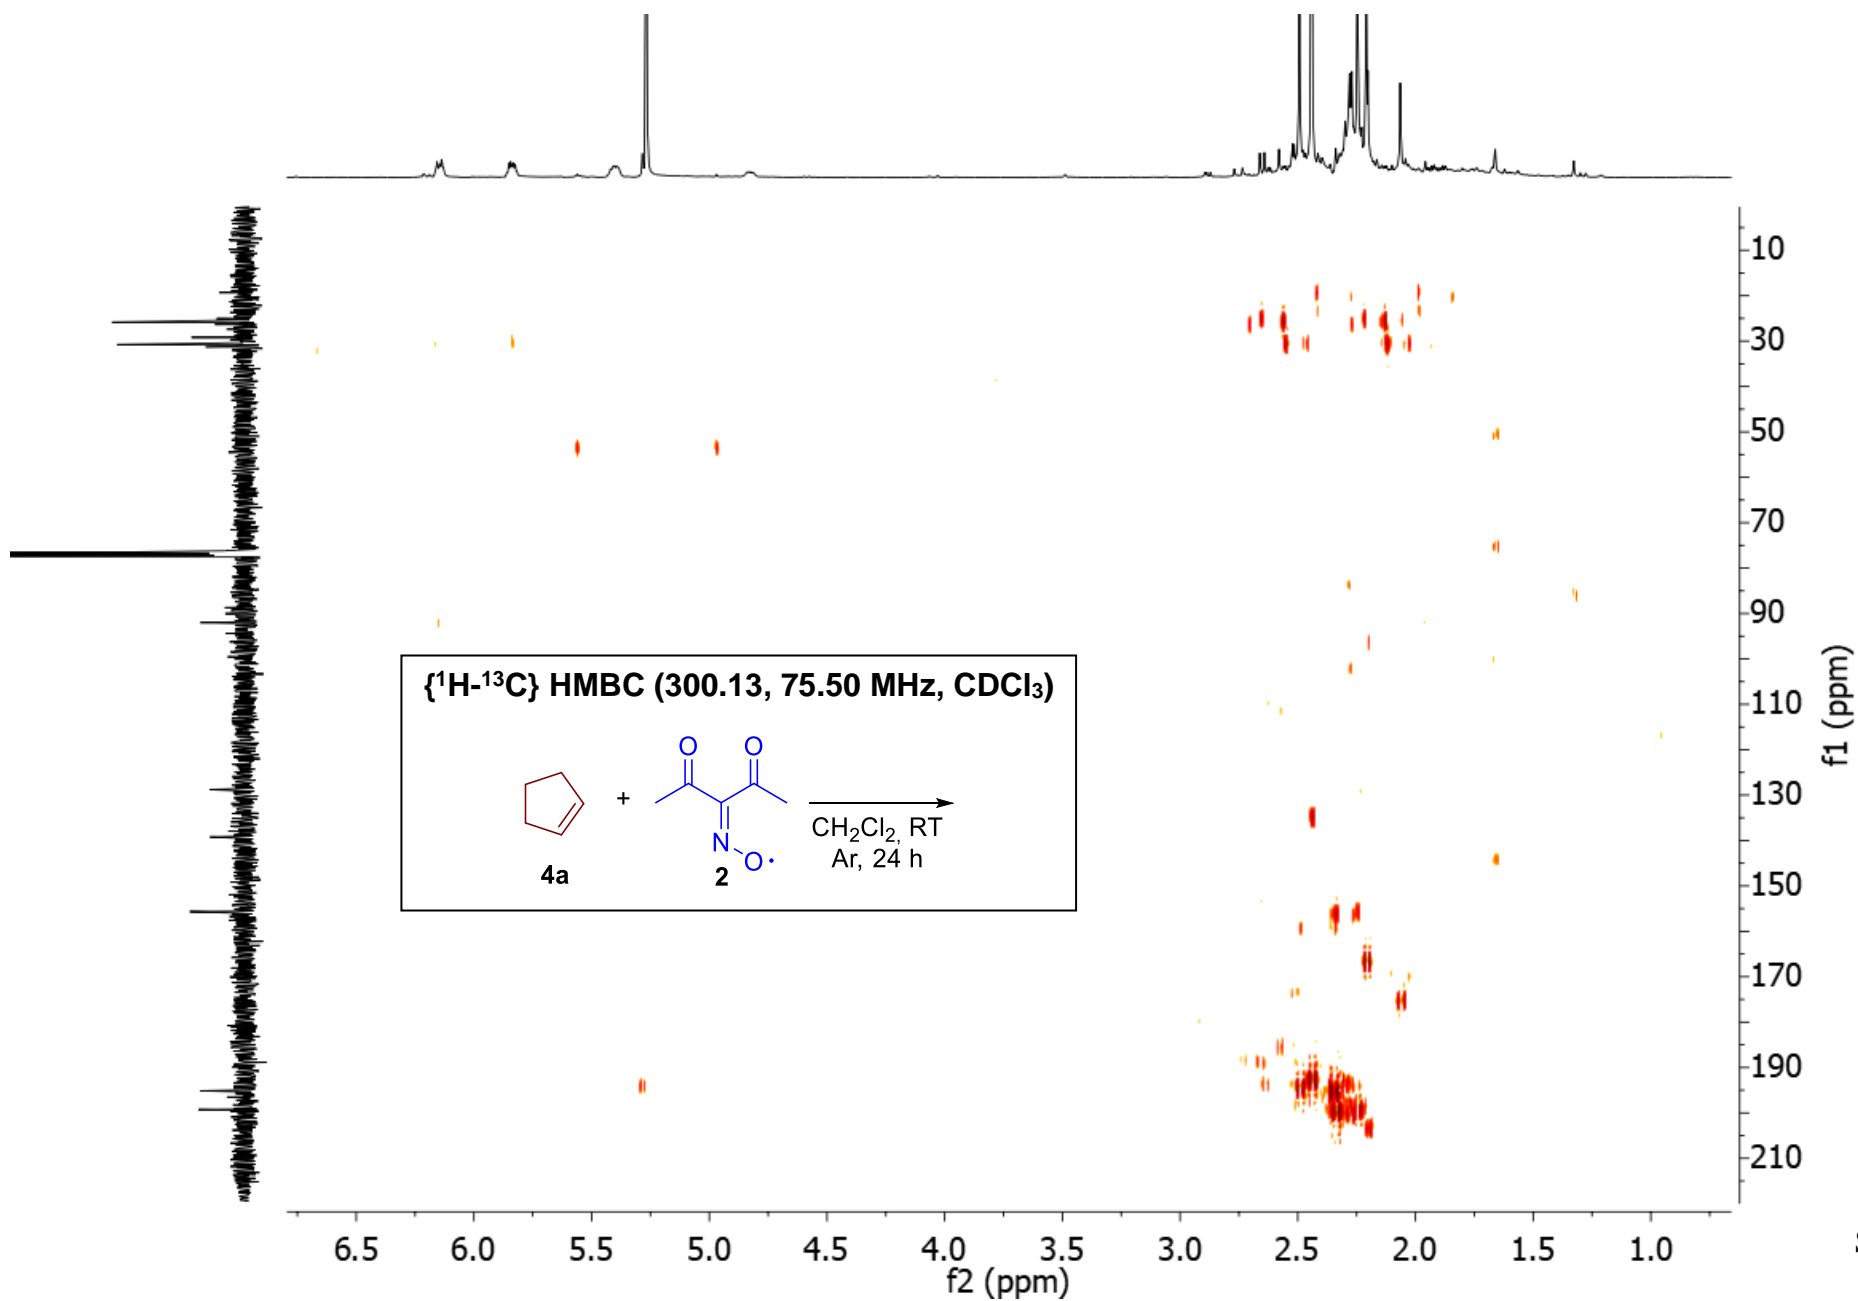 10
30
50
70
90
110
130
150
170
190
210
f1 (ppm)
{¹H-¹³C} HMBC (300.13, 75.50 MHz, CDCl₃)
O O
+
N
O·
CH₂Cl₂, RT
Ar, 24 h
4a
2
6.5 6.0 5.5 5.0 4.5 4.0 3.5 3.0 2.5 2.0 1.5 1.0
f2 (ppm)